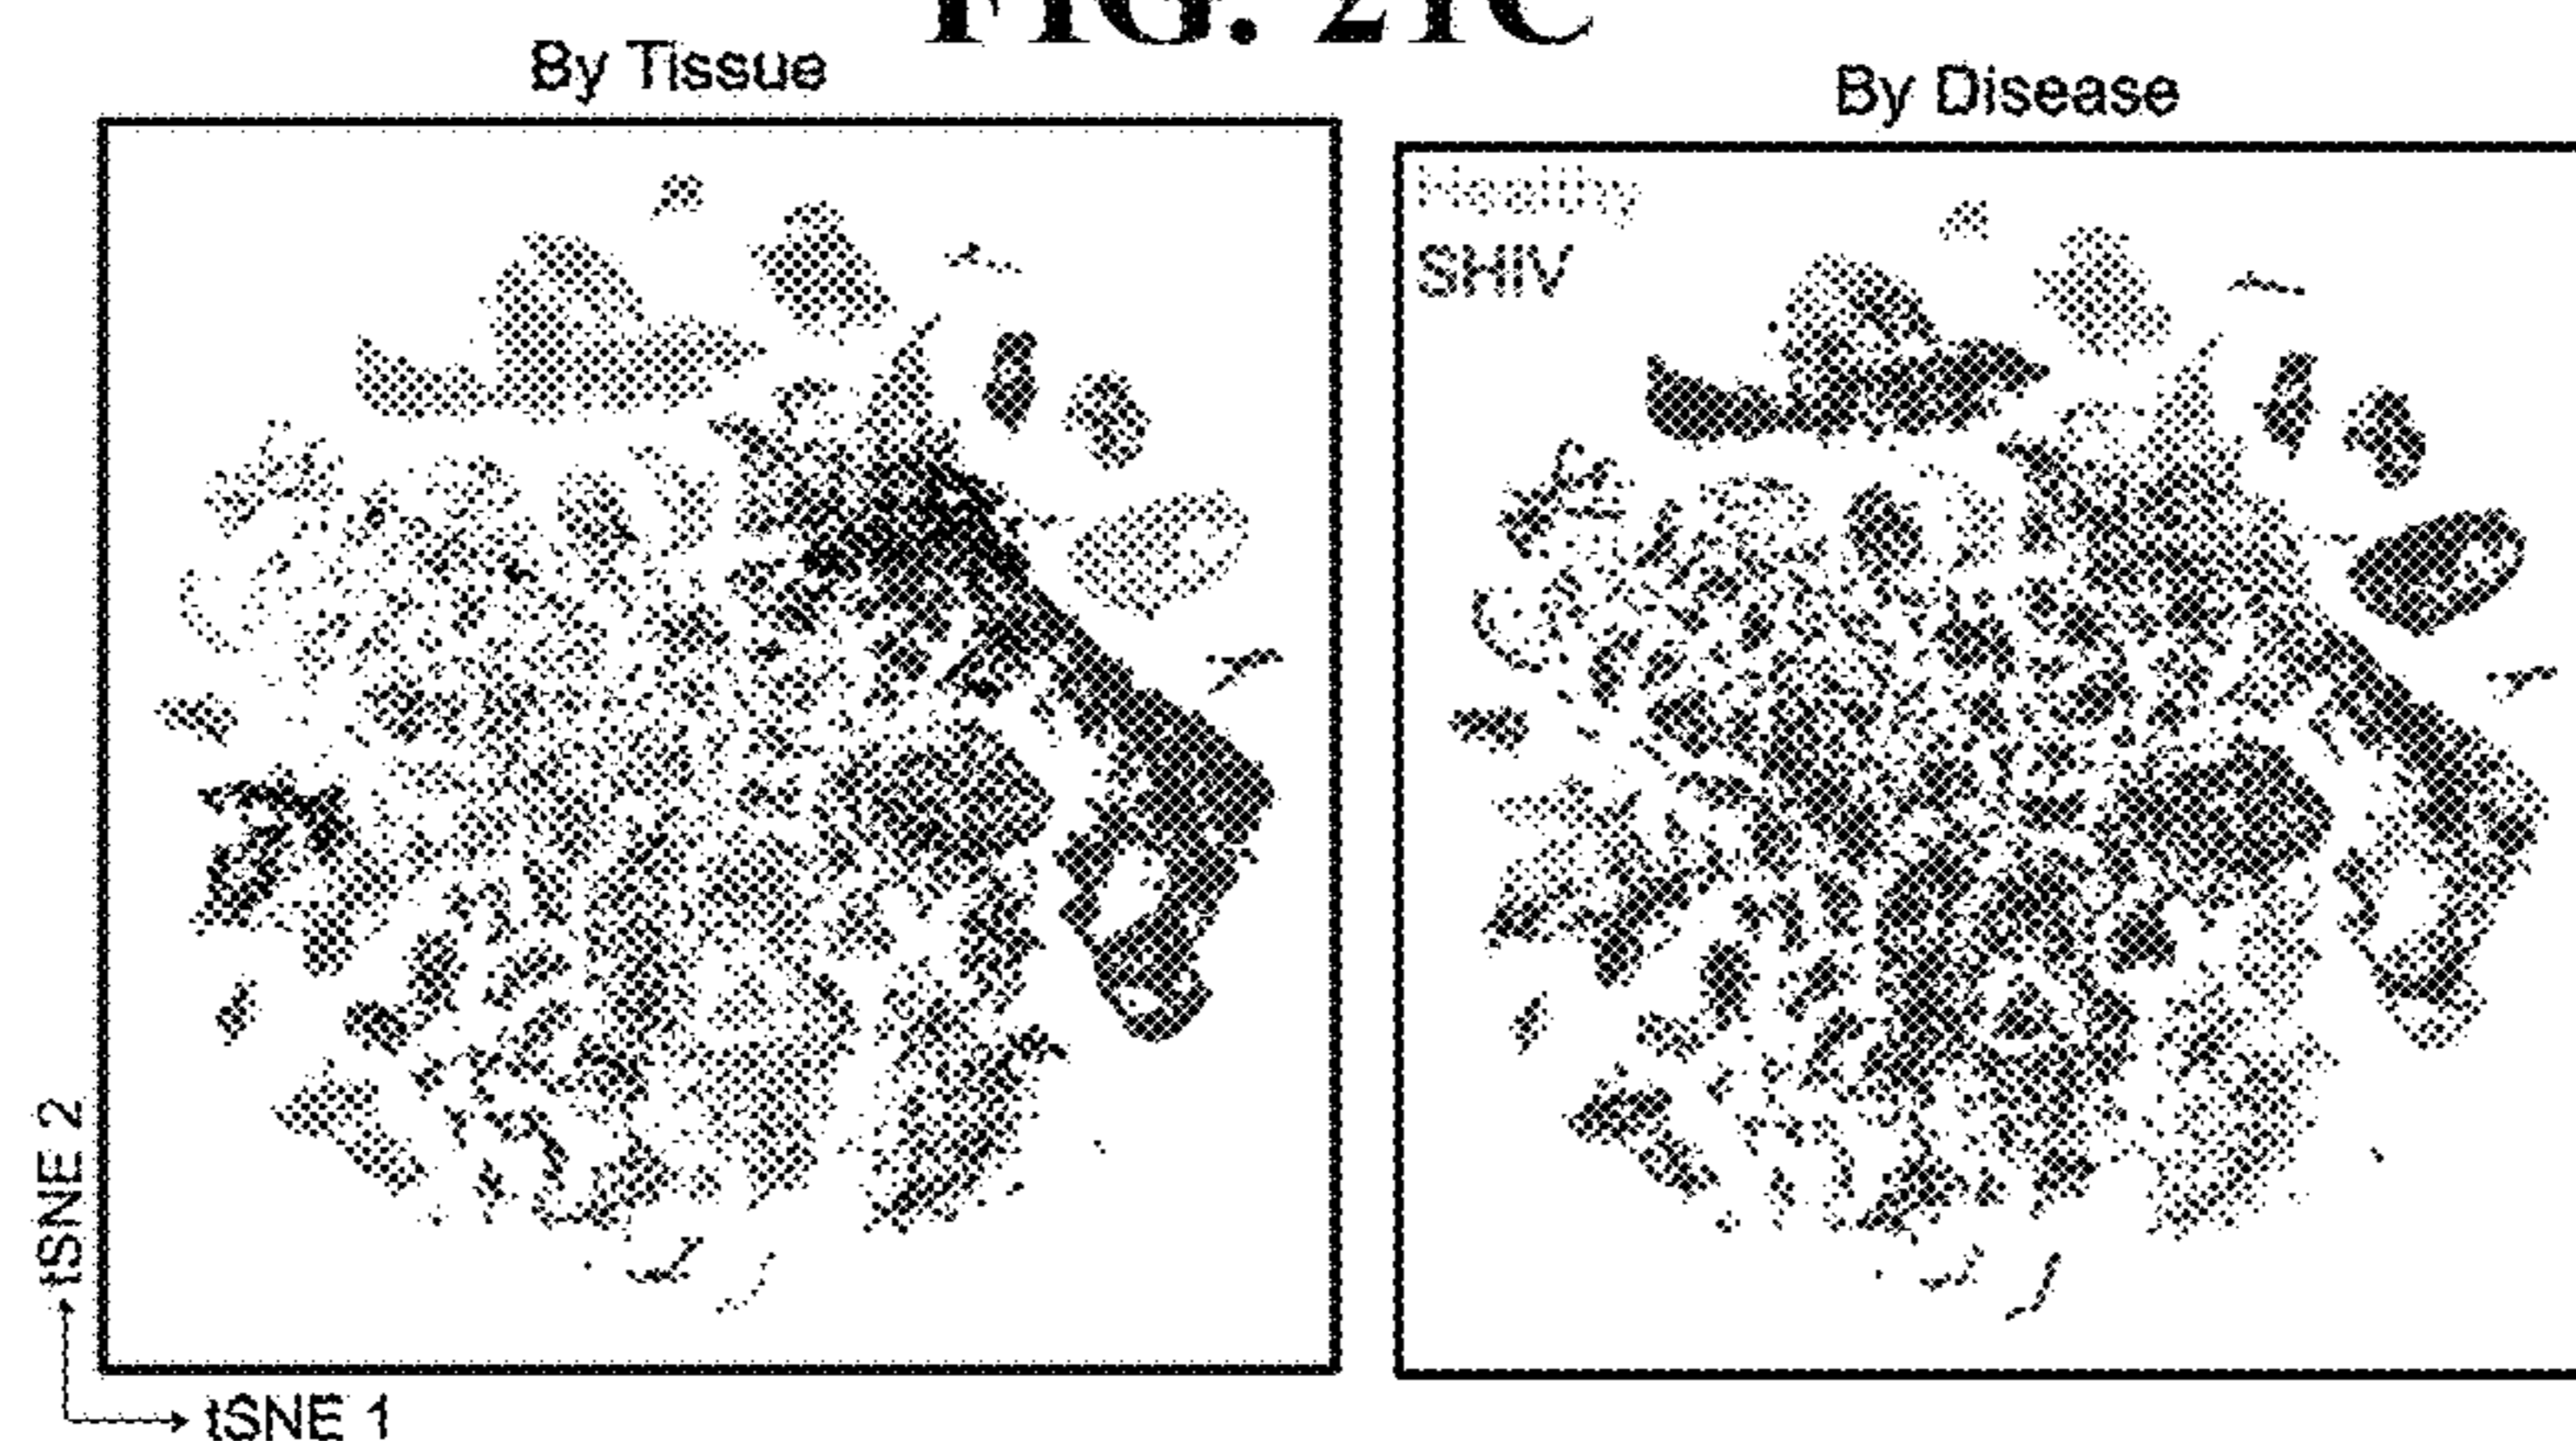 FIG. 21C
By Tissue
By Disease
Healthy
SHIV
tSNE 2
tSNE 1